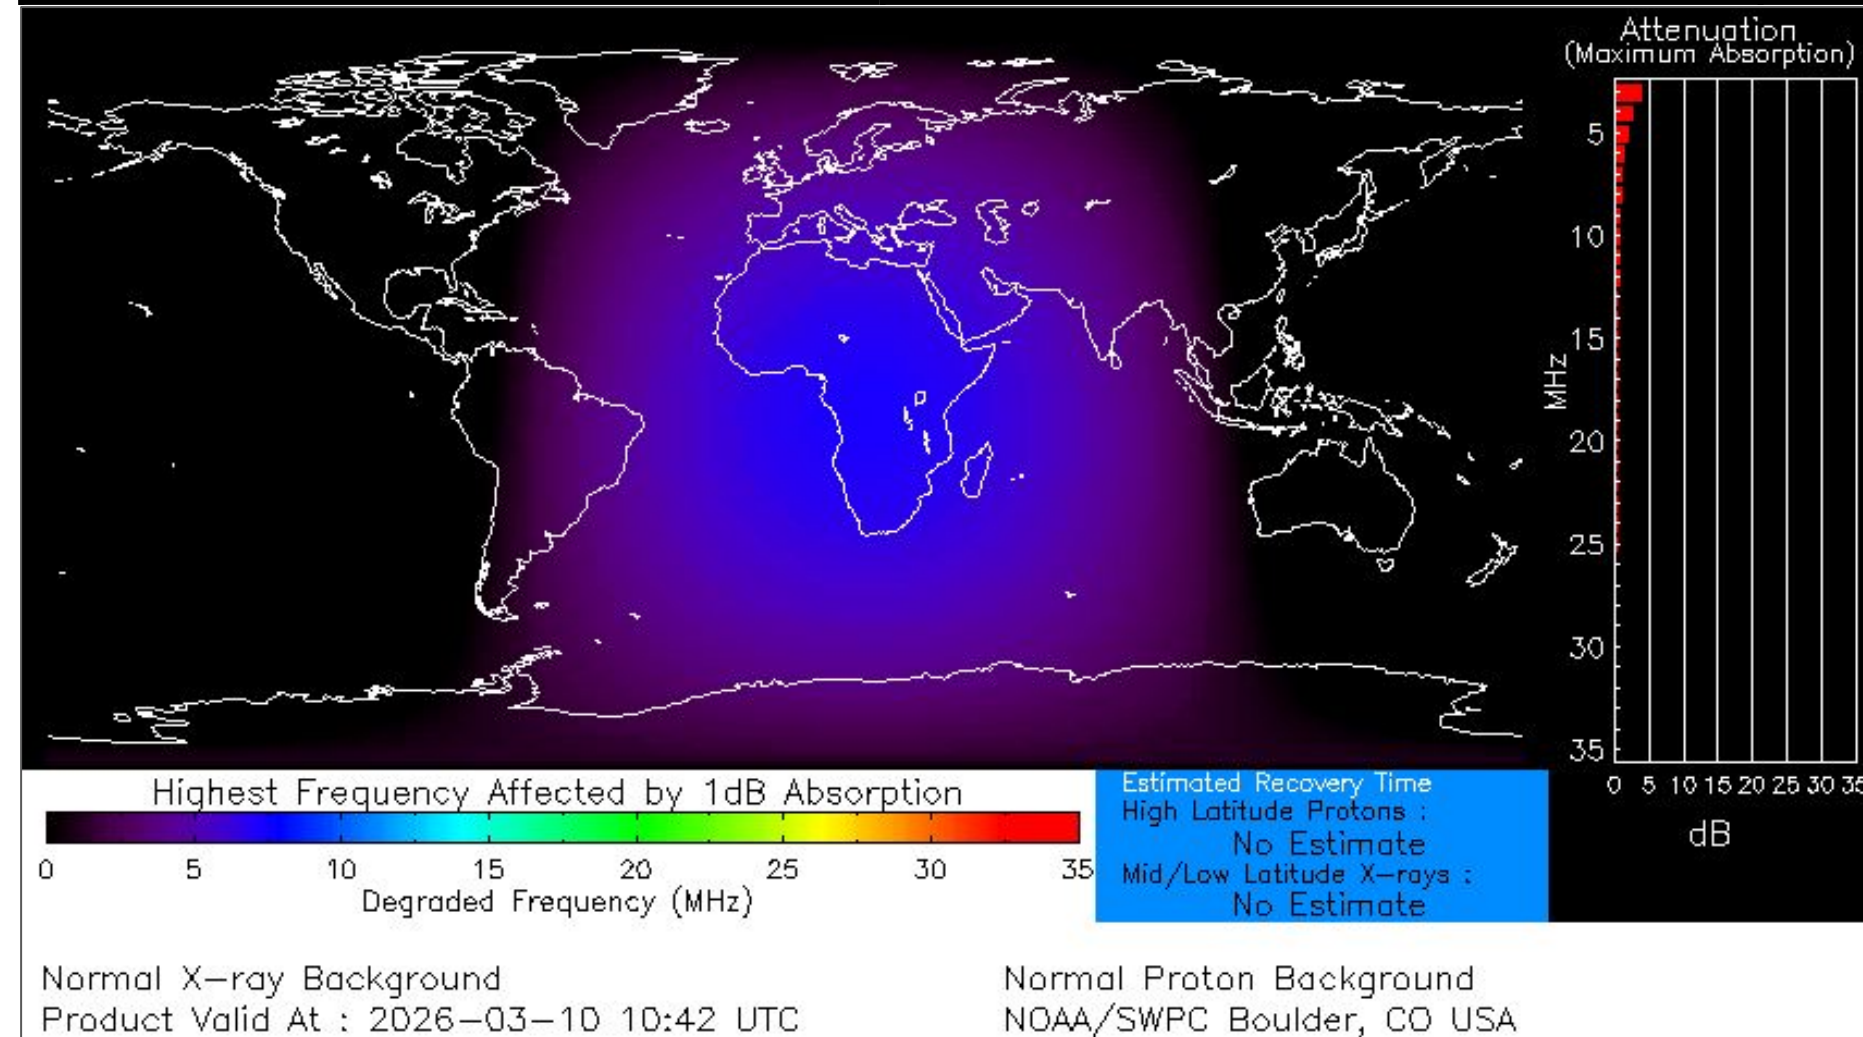 Attenuation
(Maximum Absorption)
5
10
15
20
25
30
35
MHz
0 5 10 15 20 25 30 35
dB
Highest Frequency Affected by 1dB Absorption
0 5 10 15 20 25 30 35
Degraded Frequency (MHz)
Estimated Recovery Time
High Latitude Protons :
No Estimate
Mid/Low Latitude X-rays :
No Estimate
Normal X-ray Background
Normal Proton Background
Product Valid At : 2026-03-10 10:42 UTC
NOAA/SWPC Boulder, CO USA